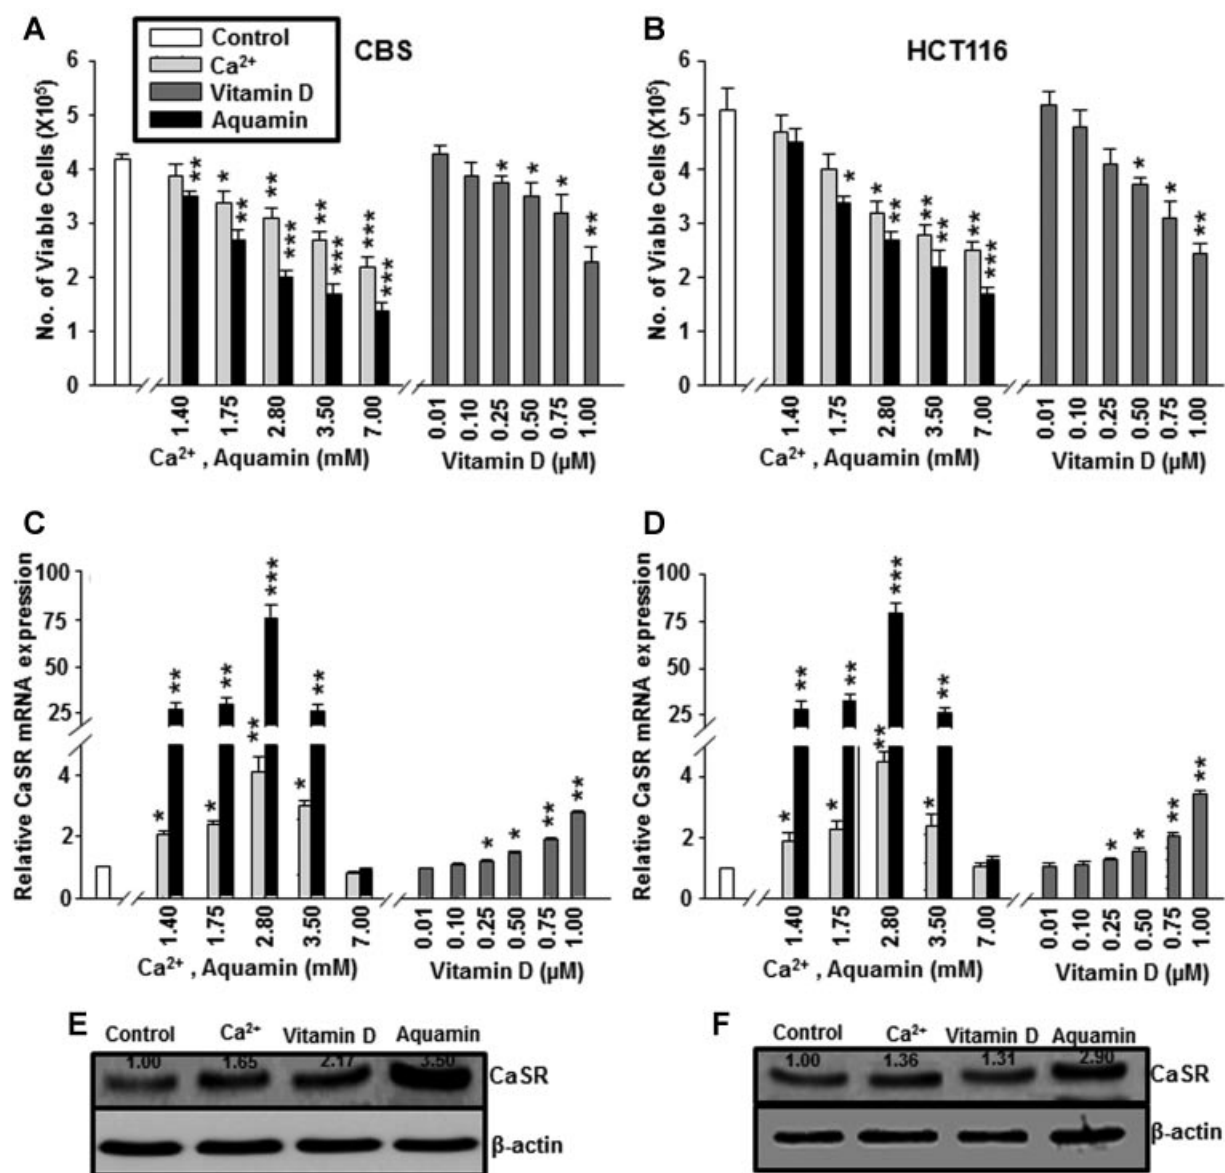 A
CBS
Control
Ca²⁺
Vitamin D
Aquamin
No. of Viable Cells (X10⁵)
6
5
4
3
2
1
0
** * ** ** *** ** *** *** *** * * * **
1.40 1.75 2.80 3.50 7.00 0.01 0.10 0.25 0.50 0.75 1.00
Ca²⁺ , Aquamin (mM) Vitamin D (µM)
B
HCT116
No. of Viable Cells (X10⁵)
6
5
4
3
2
1
0
* * ** ** ** ** *** * * **
1.40 1.75 2.80 3.50 7.00 0.01 0.10 0.25 0.50 0.75 1.00
Ca²⁺ , Aquamin (mM) Vitamin D (µM)
C
Relative CaSR mRNA expression
100
75
50
25
4
2
0
* ** * ** ** *** * ** * * ** **
1.40 1.75 2.80 3.50 7.00 0.01 0.10 0.25 0.50 0.75 1.00
Ca²⁺ , Aquamin (mM) Vitamin D (µM)
D
Relative CaSR mRNA expression
100
75
50
25
4
2
0
* ** * ** ** *** * ** * * ** **
1.40 1.75 2.80 3.50 7.00 0.01 0.10 0.25 0.50 0.75 1.00
Ca²⁺ , Aquamin (mM) Vitamin D (µM)
E
Control Ca²⁺ Vitamin D Aquamin
1.00 1.65 2.17 3.50
CaSR
β-actin
F
Control Ca²⁺ Vitamin D Aquamin
1.00 1.36 1.31 2.90
CaSR
β-actin